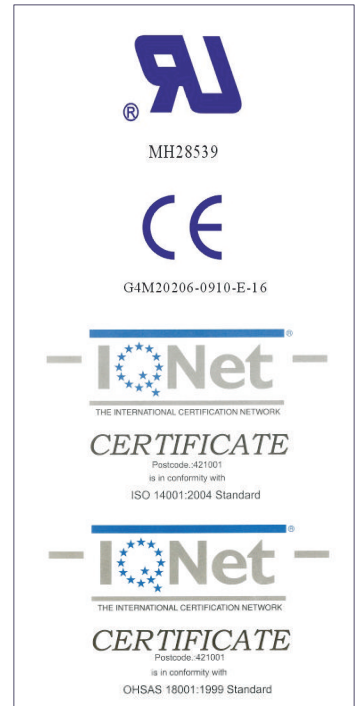 RU
®
MH28539
CE
G4M20206-0910-E-16
®
IQNet
THE INTERNATIONAL CERTIFICATION NETWORK
CERTIFICATE
Postcode.:421001
is in conformity with
ISO 14001:2004 Standard
®
IQNet
THE INTERNATIONAL CERTIFICATION NETWORK
CERTIFICATE
Postcode.:421001
is in conformity with
OHSAS 18001:1999 Standard